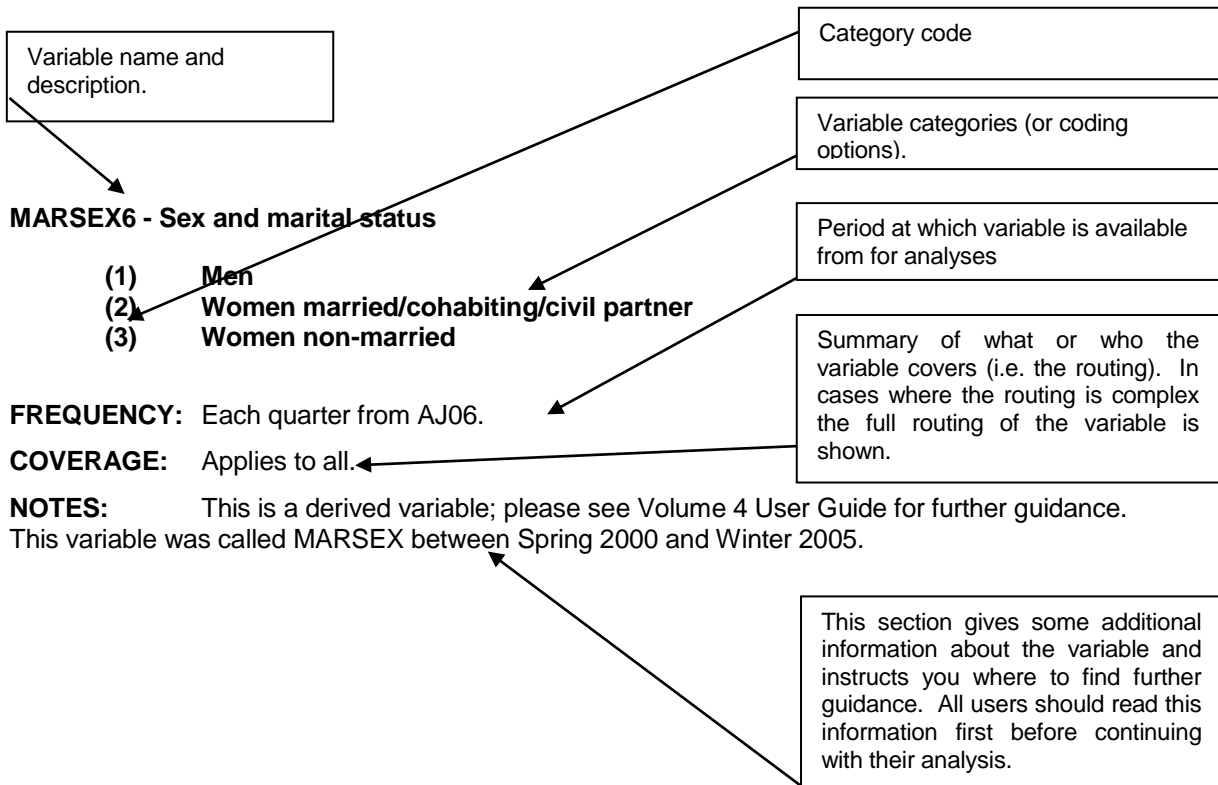 Variable name and
description.
Category code
Variable categories (or coding
options).
MARSEX6 - Sex and marital status
Period at which variable is available
from for analyses
(1) Men
(2) Women married/cohabiting/civil partner
(3) Women non-married
Summary of what or who the
variable covers (i.e. the routing). In
cases where the routing is complex
the full routing of the variable is
shown.
FREQUENCY: Each quarter from AJ06.
COVERAGE: Applies to all.
NOTES: This is a derived variable; please see Volume 4 User Guide for further guidance.
This variable was called MARSEX between Spring 2000 and Winter 2005.
This section gives some additional
information about the variable and
instructs you where to find further
guidance. All users should read this
information first before continuing
with their analysis.